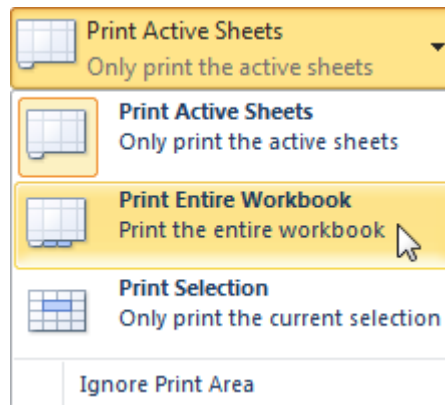 Print Active Sheets
Only print the active sheets
Print Active Sheets
Only print the active sheets
Print Entire Workbook
Print the entire workbook
Print Selection
Only print the current selection
Ignore Print Area